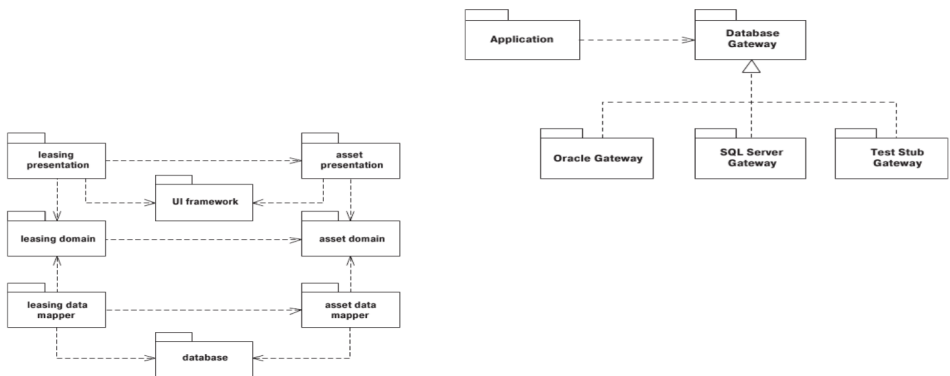 Application
Database
Gateway
Oracle Gateway
SQL Server
Gateway
Test Stub
Gateway
leasing
presentation
asset
presentation
UI framework
leasing domain
asset domain
leasing data
mapper
asset data
mapper
database